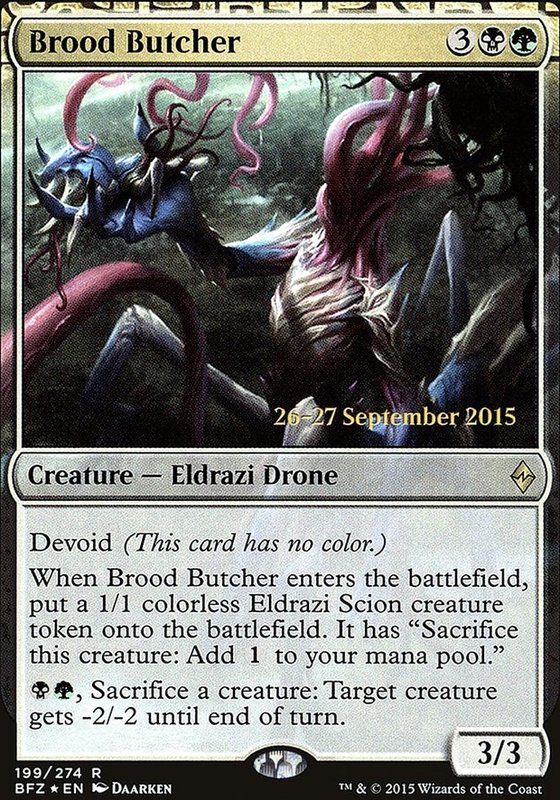 Brood Butcher 3
26–27 September 2015
Creature — Eldrazi Drone
Devoid (This card has no color.)
When Brood Butcher enters the battlefield,
put a 1/1 colorless Eldrazi Scion creature
token onto the battlefield. It has “Sacrifice
this creature: Add 1 to your mana pool.”
, Sacrifice a creature: Target creature
gets -2/-2 until end of turn.
3/3
199/274 R
BFZ ★ EN Daarken
™ & © 2015 Wizards of the Coast